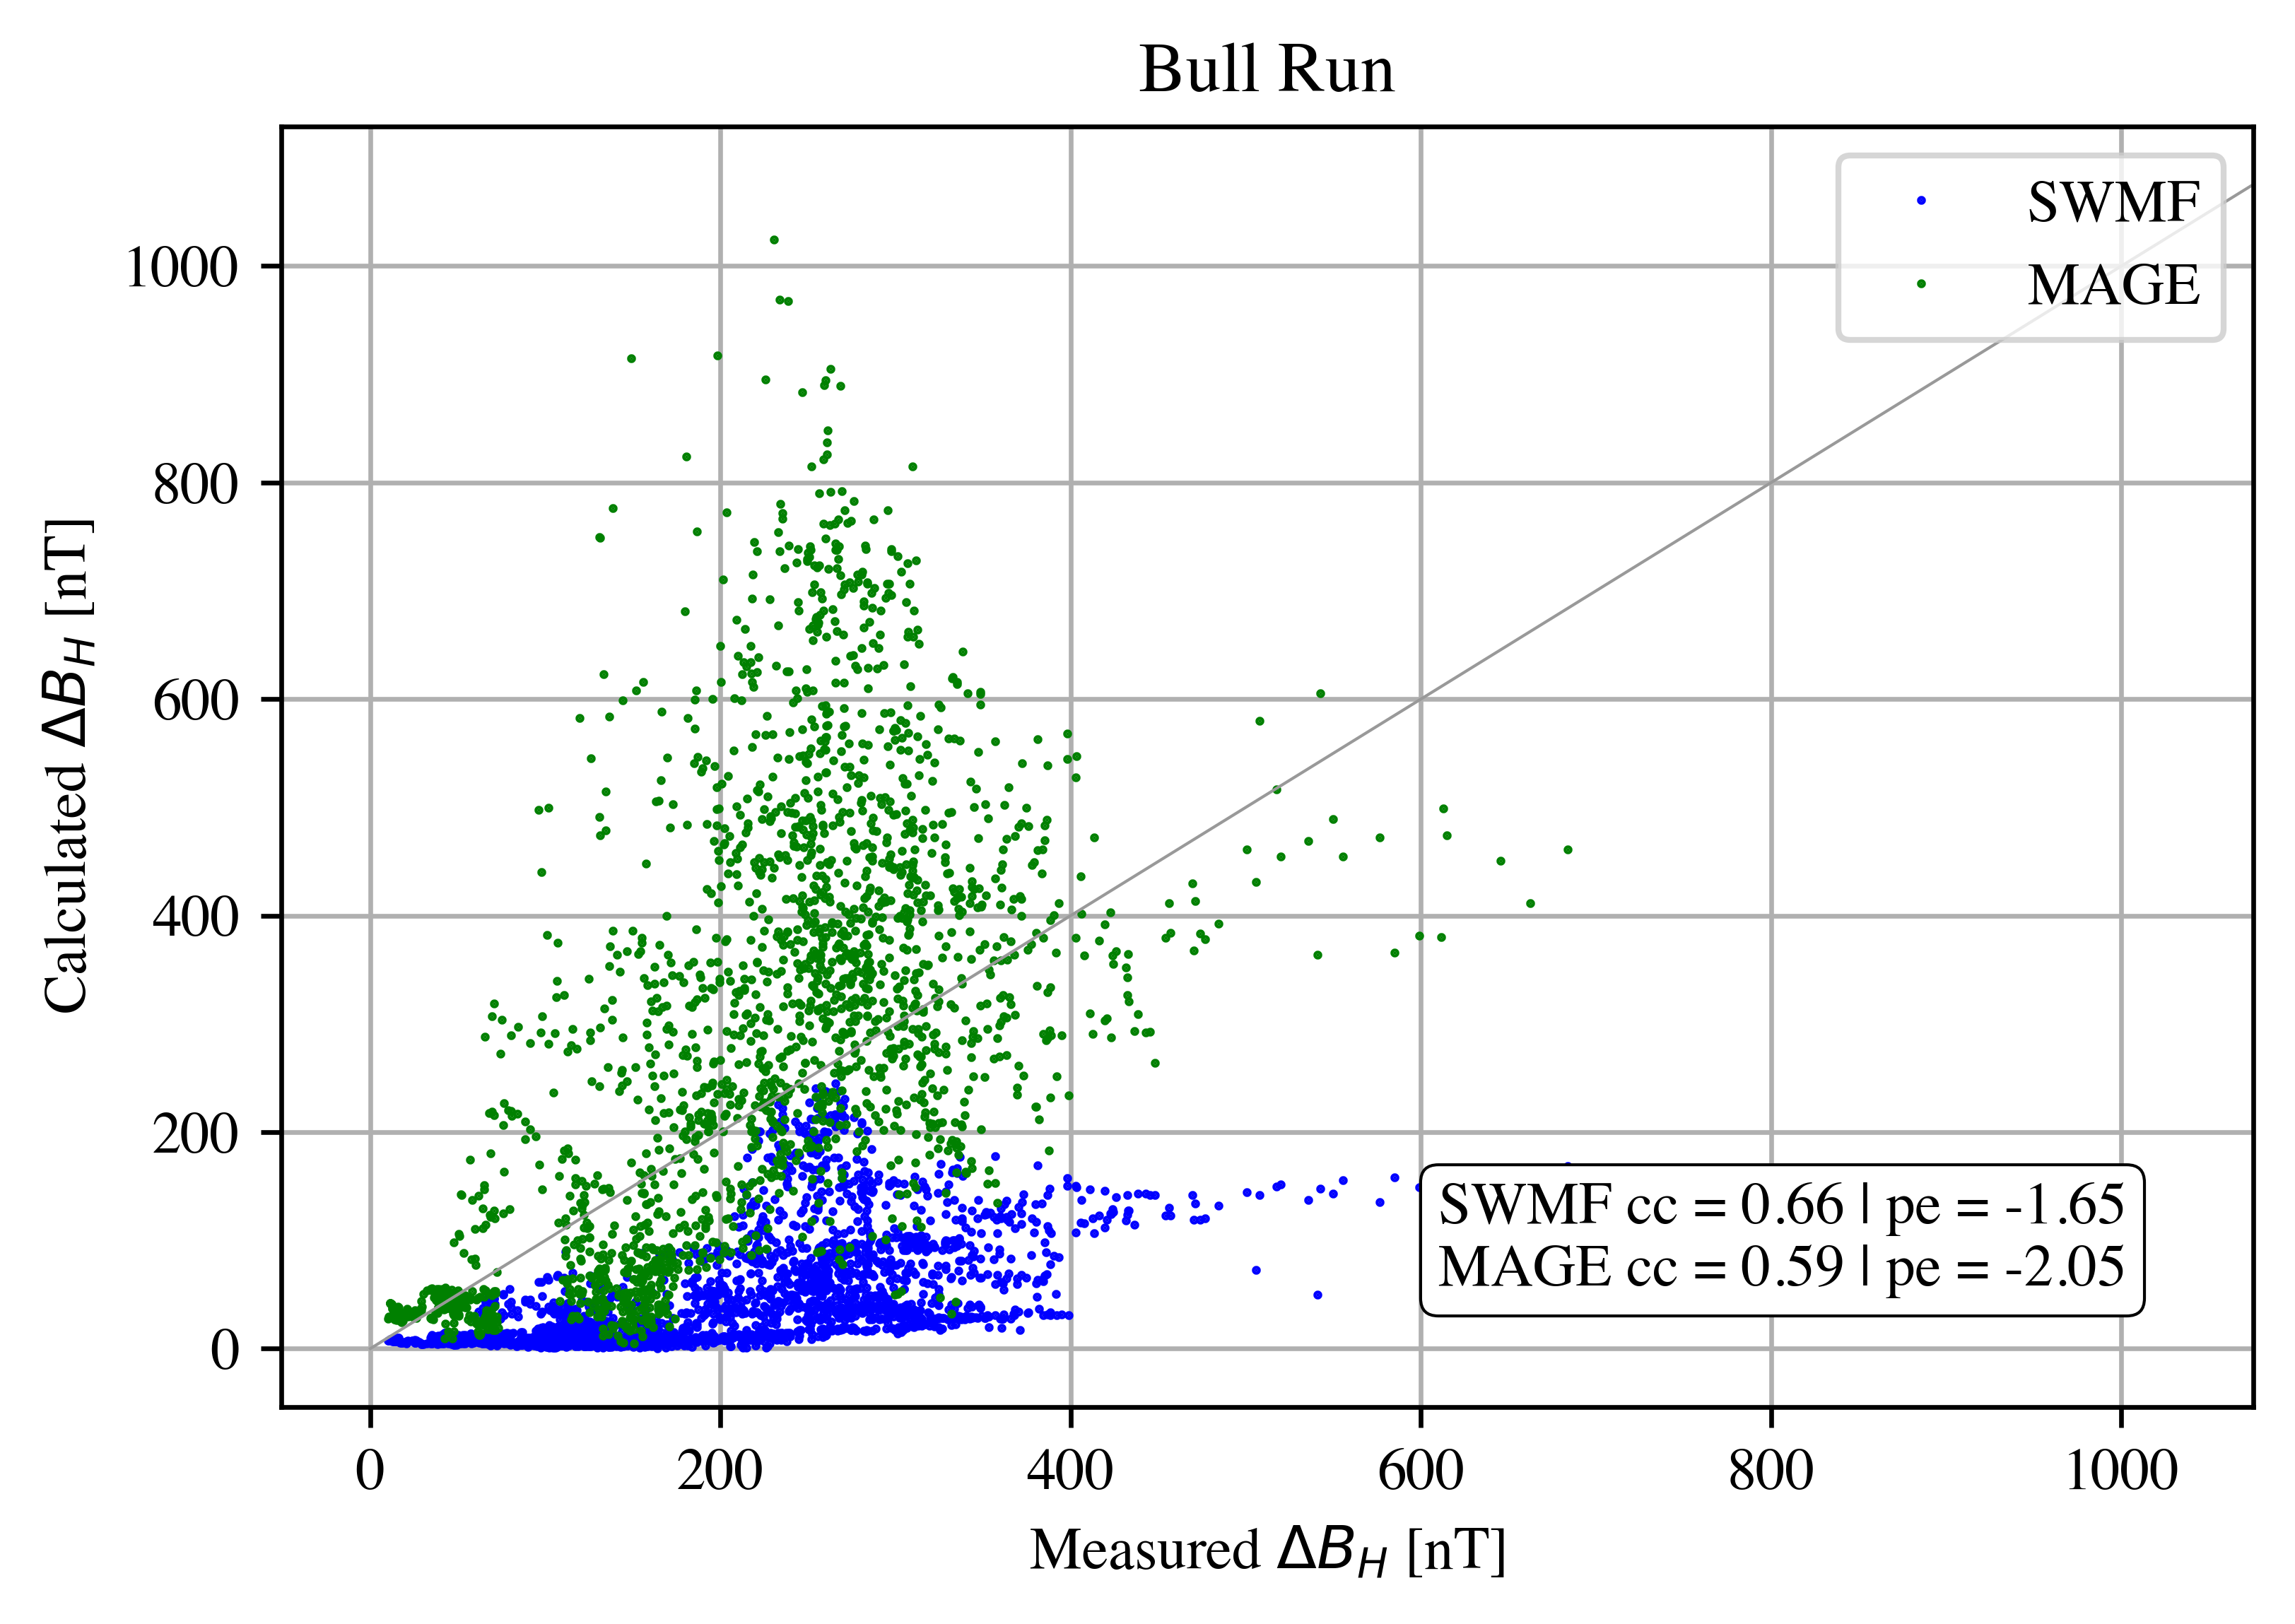 Bull Run
Calculated ΔB_H [nT]
1000
800
600
400
200
0
SWMF
MAGE
SWMF cc = 0.66 | pe = -1.65
MAGE cc = 0.59 | pe = -2.05
0 200 400 600 800 1000
Measured ΔB_H [nT]